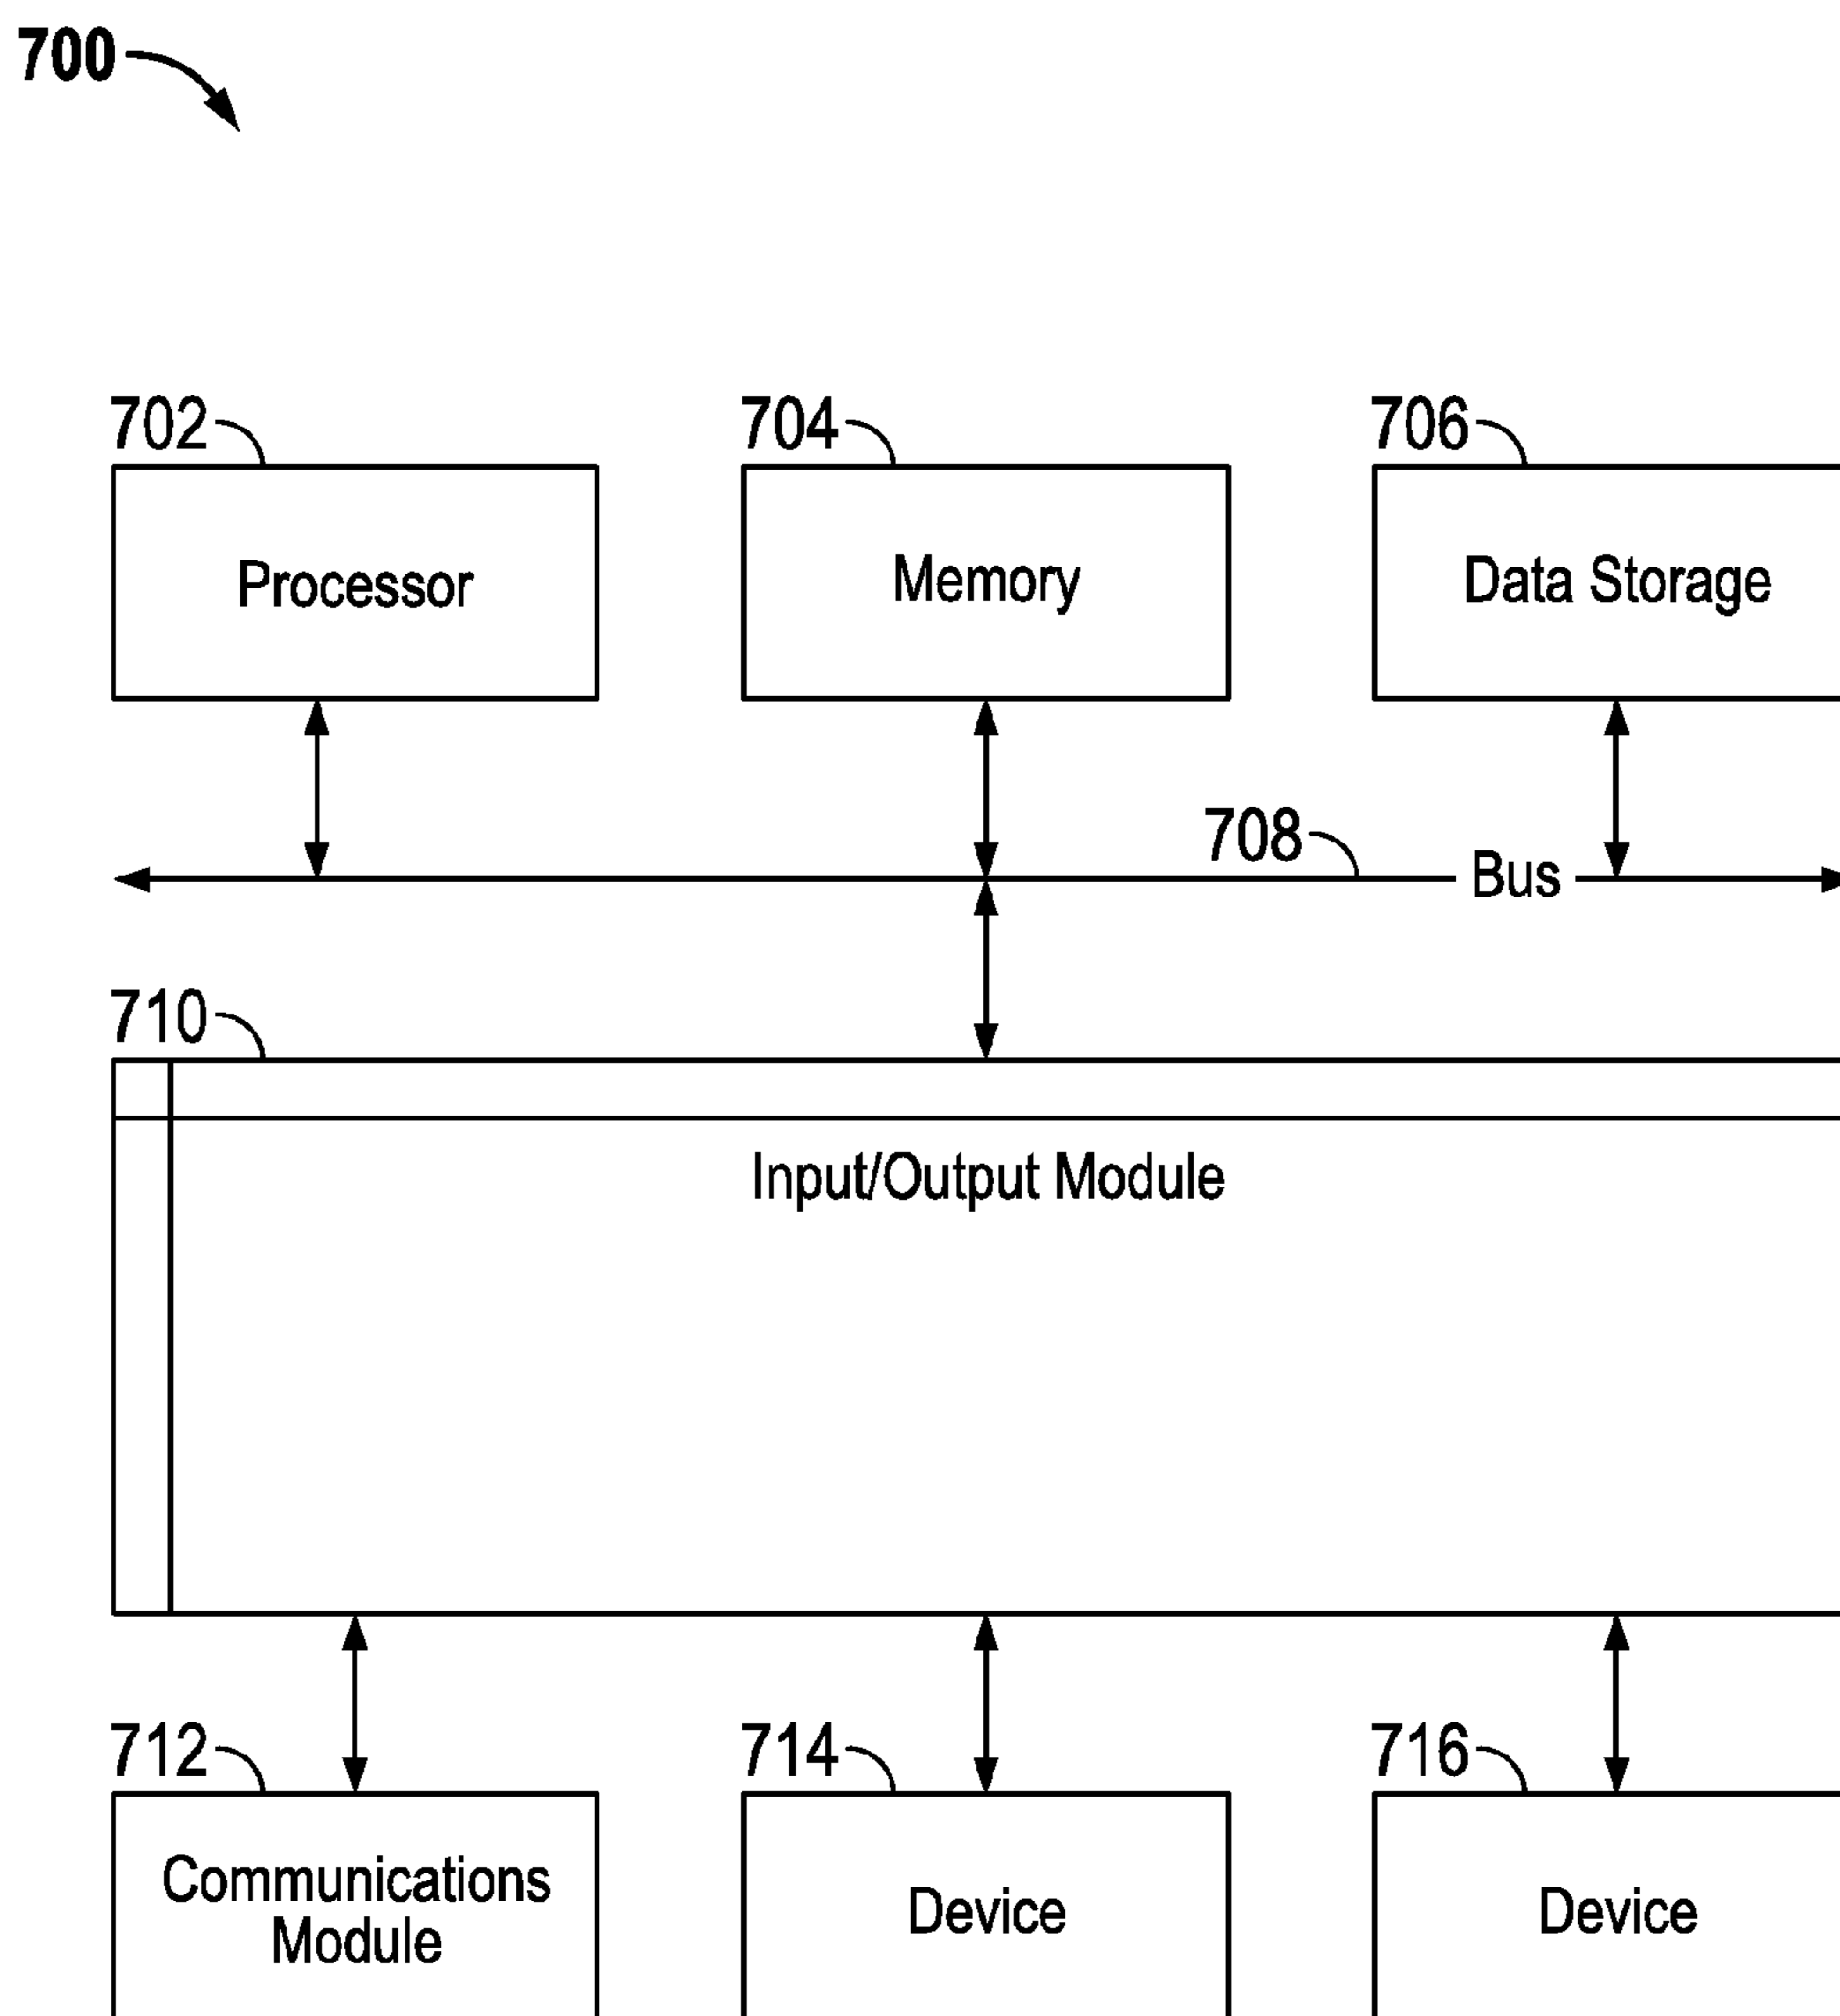 700
702
704
706
Processor
Memory
Data Storage
708
Bus
710
Input/Output Module
712
714
716
Communications
Module
Device
Device